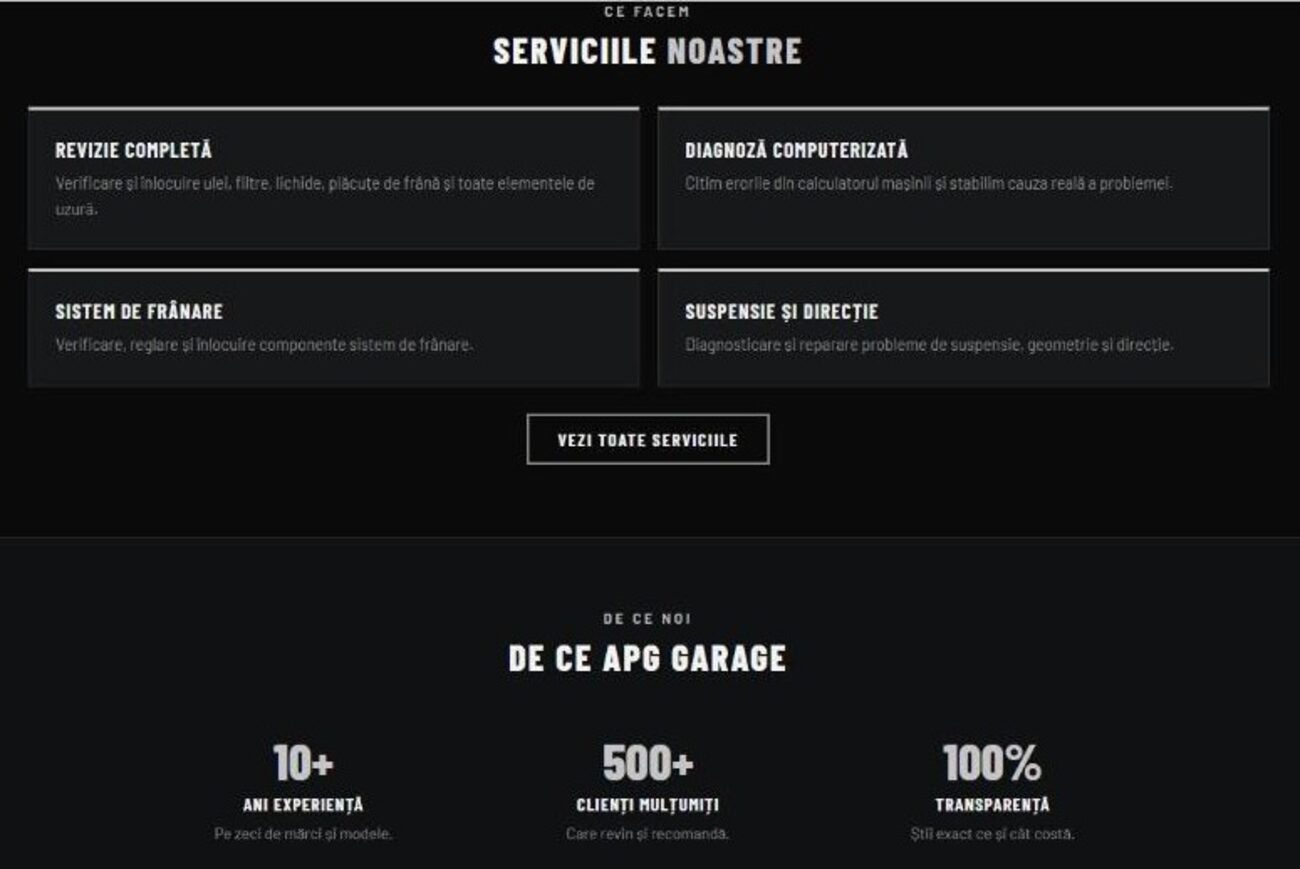 CE FACEM
SERVICIILE NOASTRE
REVIZIE COMPLETĂ
Verificare și înlocuire ulei, filtre, lichide, plăcuțe de frână și toate elementele de
uzură.
DIAGNOZĂ COMPUTERIZATĂ
Citim erorile din calculatorul mașinii și stabilim cauza reală a problemei.
SISTEM DE FRÂNARE
Verificare, reglare și înlocuire componente sistem de frânare.
SUSPENSIE ȘI DIRECȚIE
Diagnosticare și reparare probleme de suspensie, geometrie și direcție.
VEZI TOATE SERVICIILE
DE CE NOI
DE CE APG GARAGE
10+
ANI EXPERIENȚĂ
Pe zeci de mărci și modele.
500+
CLIENȚI MULȚUMIȚI
Care revin și recomandă.
100%
TRANSPARENȚĂ
Știi exact ce și cât costă.